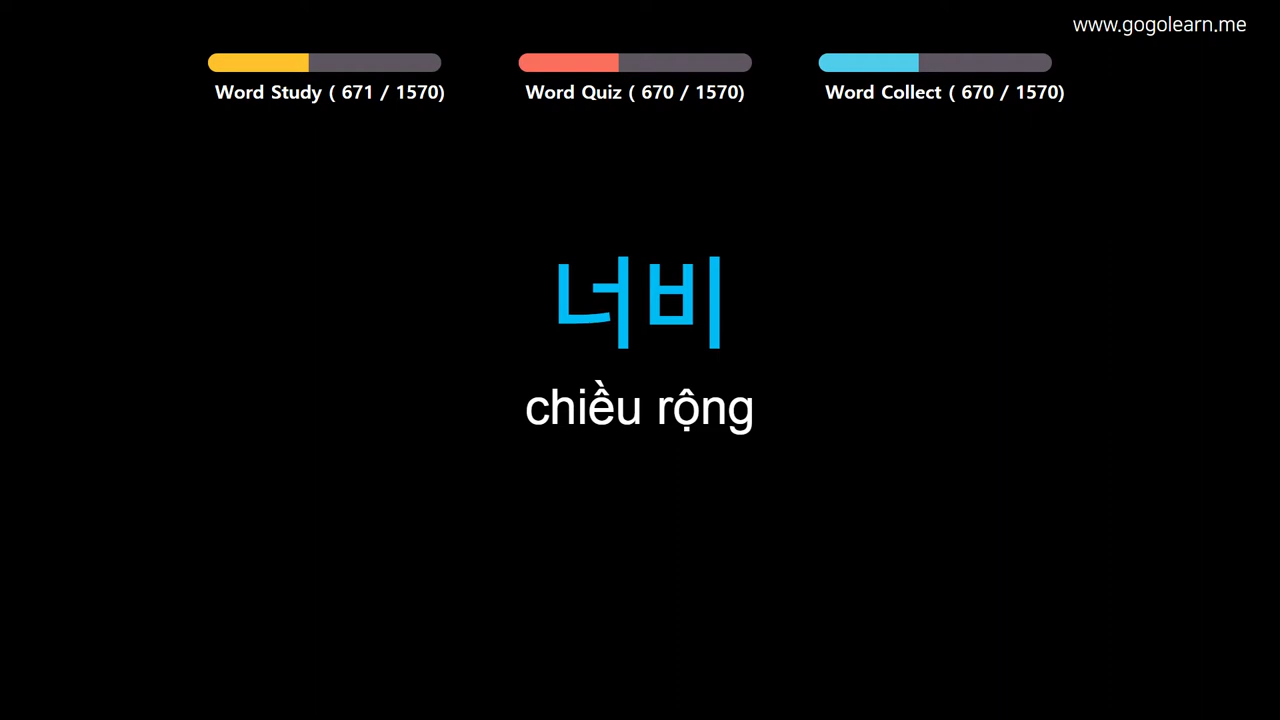 www.gogolearn.me
Word Study ( 671 / 1570) Word Quiz ( 670 / 1570) Word Collect ( 670 / 1570)
너비
chiều rộng